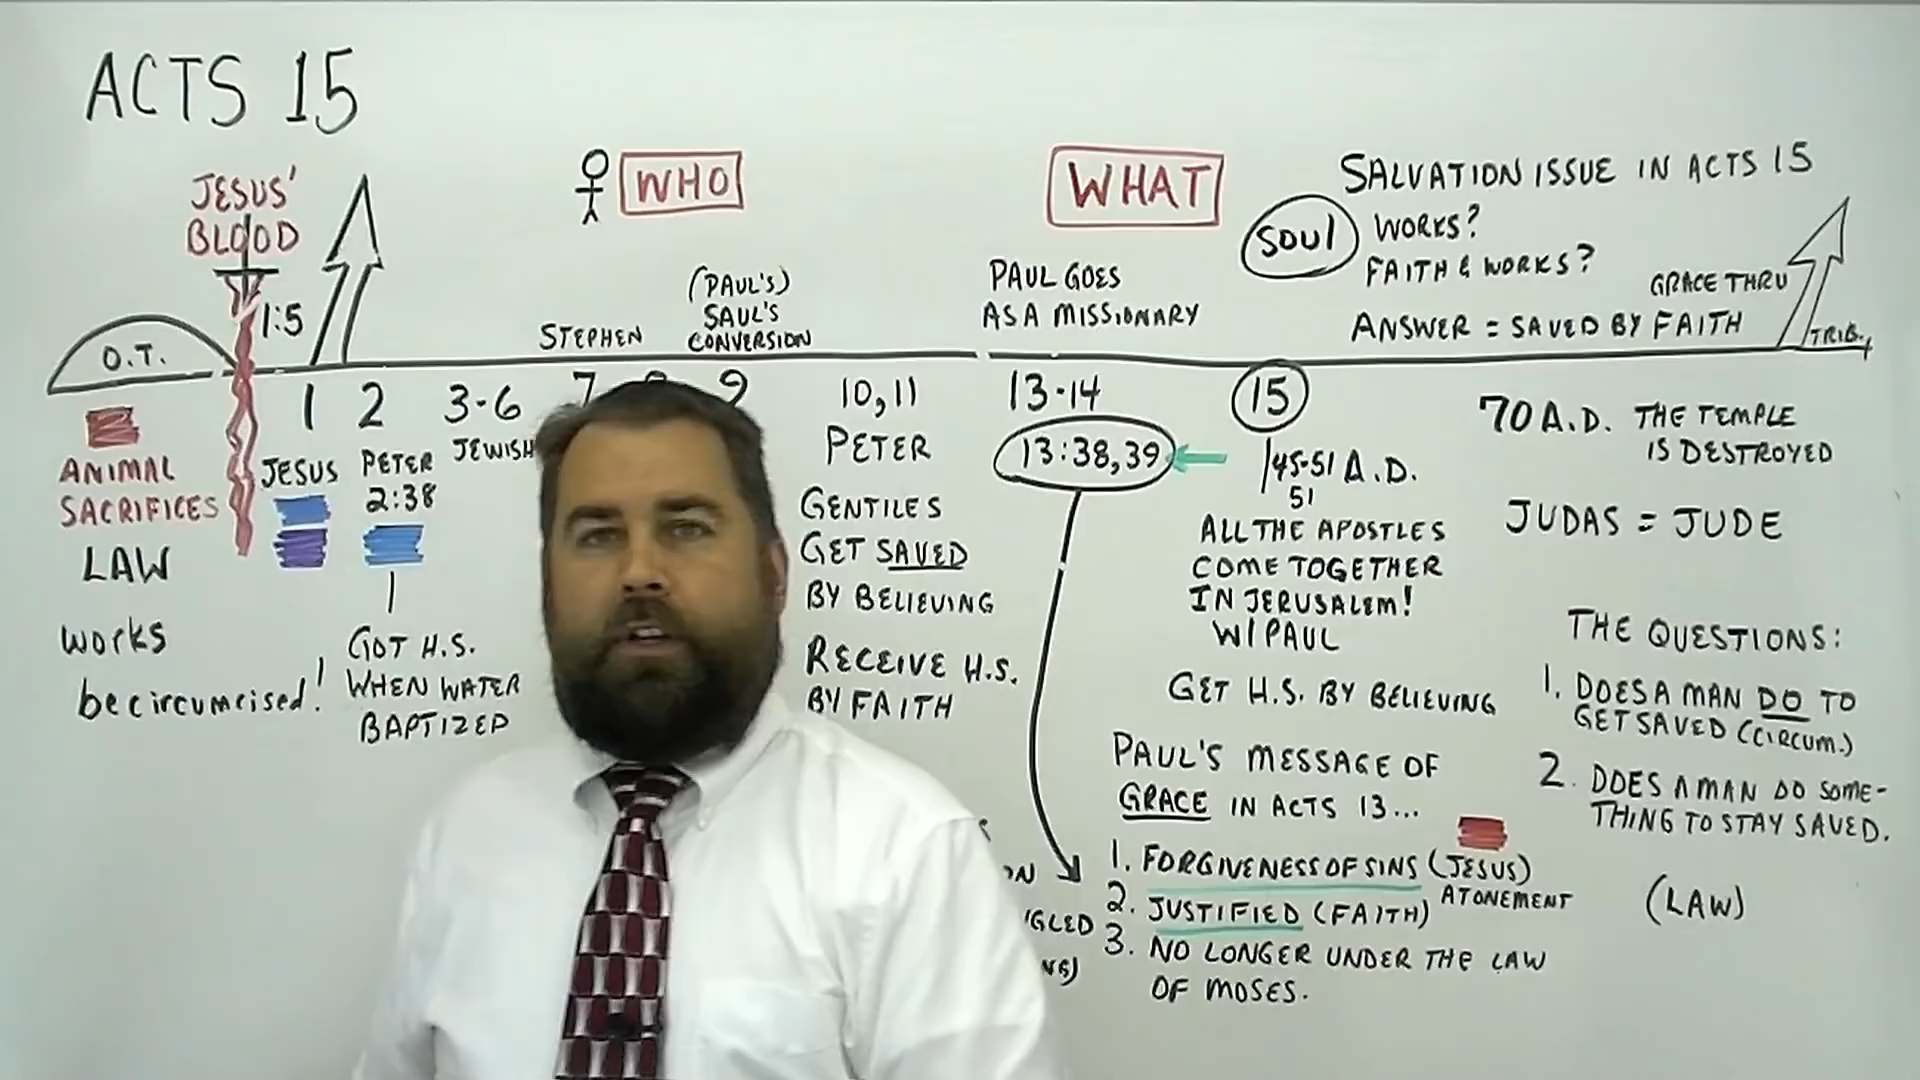 ACTS 15
JESUS'
BLOOD
1:5
O.T.
WHO
WHAT
STEPHEN
(PAUL'S)
SAUL'S
CONVERSION
PAUL GOES
AS A MISSIONARY
SALVATION ISSUE IN ACTS 15
SOUL
WORKS?
FAITH & WORKS?
ANSWER = SAVED BY FAITH
GRACE THRU
TRIB.
ANIMAL
SACRIFICES
LAW
works
be circumcised!
1
JESUS
2
PETER
2:38
GOT H.S.
WHEN WATER
BAPTIZED
3-6
JEWISH
7
9
10,11
PETER
GENTILES
GET SAVED
BY BELIEVING
RECEIVE H.S.
BY FAITH
13-14
13:38,39
15
45-51 A.D.
51
ALL THE APOSTLES
COME TOGETHER
IN JERUSALEM!
W/ PAUL
GET H.S. BY BELIEVING
PAUL'S MESSAGE OF
GRACE IN ACTS 13...
1. FORGIVENESS OF SINS (JESUS)
ATONEMENT
2. JUSTIFIED (FAITH)
3. NO LONGER UNDER THE LAW
OF MOSES.
70 A.D. THE TEMPLE
IS DESTROYED
JUDAS = JUDE
THE QUESTIONS:
1. DOES A MAN DO TO
GET SAVED (CIRCUM.)
2. DOES A MAN DO SOME-
THING TO STAY SAVED.
(LAW)